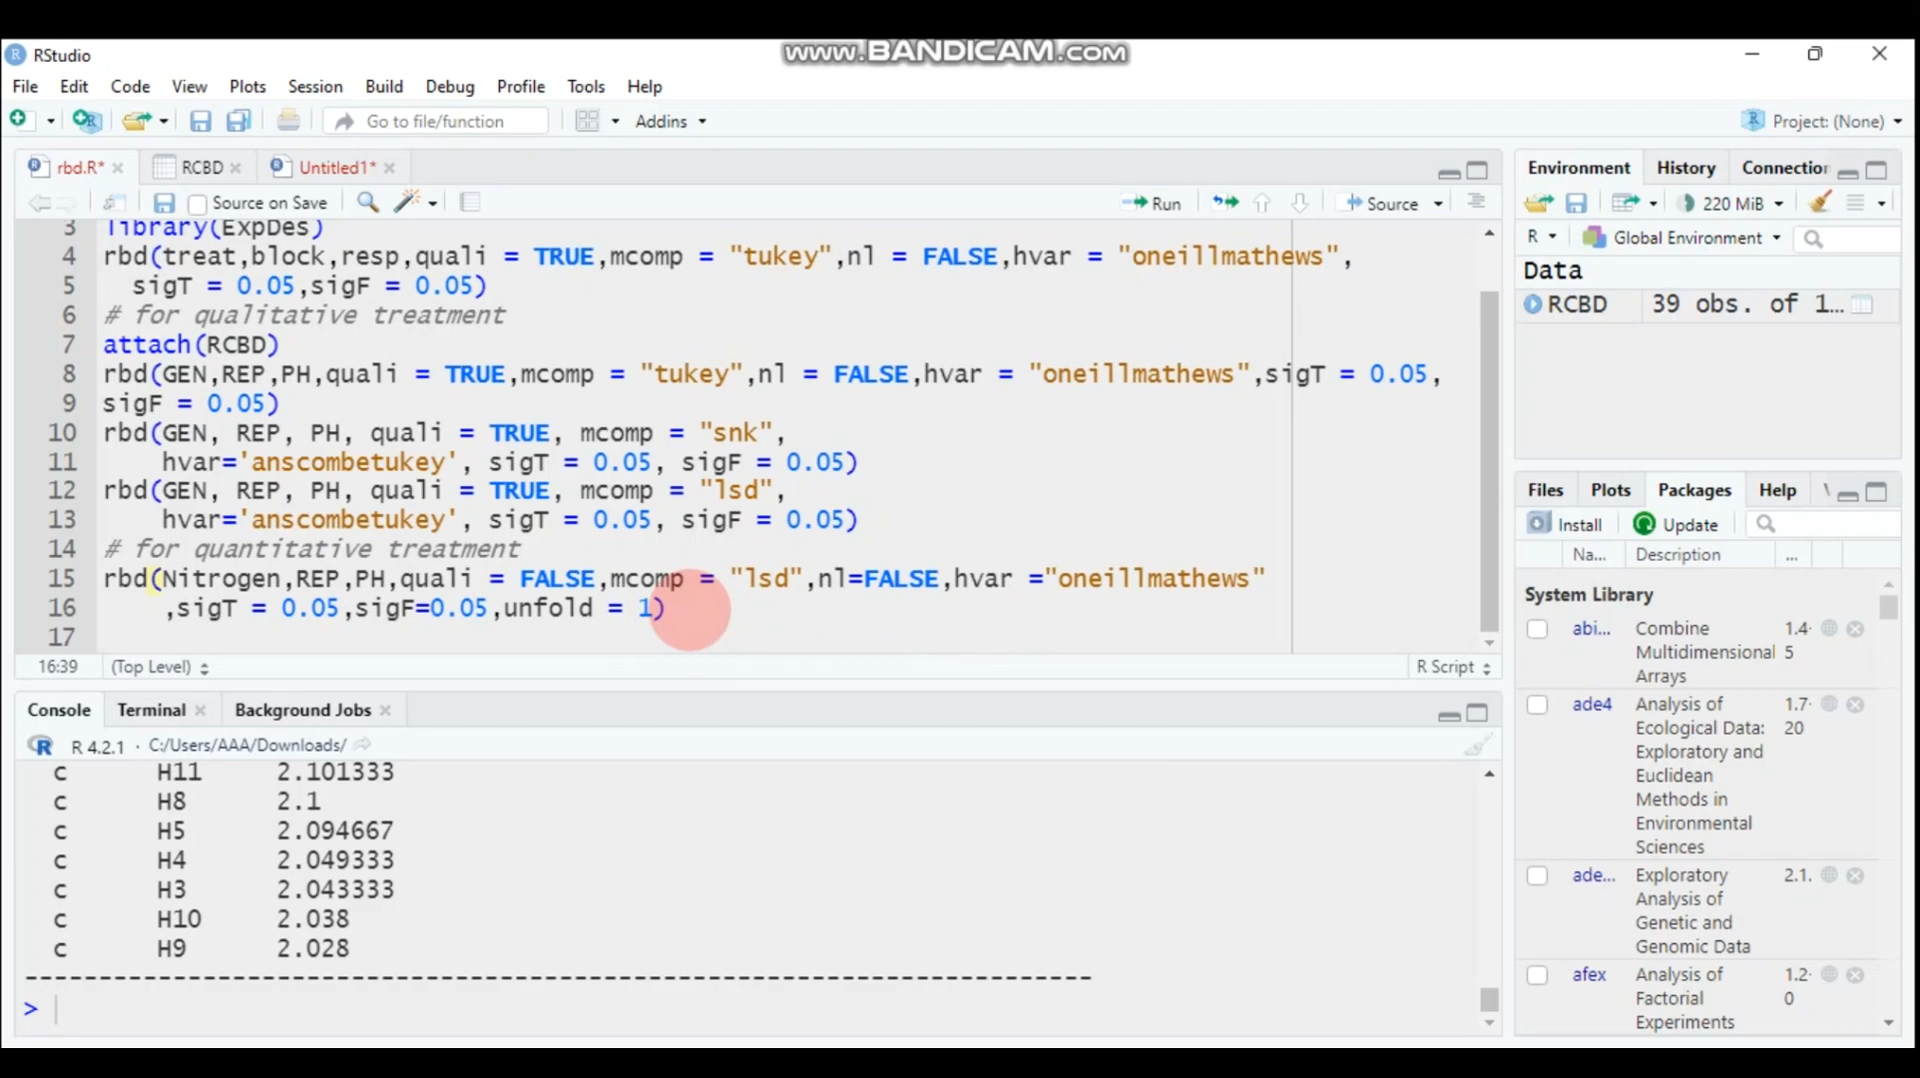 www.BANDICAM.com
RStudio
File Edit Code View Plots Session Build Debug Profile Tools Help
Go to file/function Addins Project: (None)
rbd.R* RCBD Untitled1*
Source on Save Run Source
3 library(ExpDes)
4 rbd(treat,block,resp,quali = TRUE,mcomp = "tukey",nl = FALSE,hvar = "oneillmathews",
5 sigT = 0.05,sigF = 0.05)
6 # for qualitative treatment
7 attach(RCBD)
8 rbd(GEN,REP,PH,quali = TRUE,mcomp = "tukey",nl = FALSE,hvar = "oneillmathews",sigT = 0.05,
9 sigF = 0.05)
10 rbd(GEN, REP, PH, quali = TRUE, mcomp = "snk",
11 hvar='anscombetukey', sigT = 0.05, sigF = 0.05)
12 rbd(GEN, REP, PH, quali = TRUE, mcomp = "lsd",
13 hvar='anscombetukey', sigT = 0.05, sigF = 0.05)
14 # for quantitative treatment
15 rbd(Nitrogen,REP,PH,quali = FALSE,mcomp = "lsd",nl=FALSE,hvar ="oneillmathews"
16 ,sigT = 0.05,sigF=0.05,unfold = 1)
17
16:39 (Top Level) R Script
Console Terminal Background Jobs
R 4.2.1 · C:/Users/AAA/Downloads/
c H11 2.101333
c H8 2.1
c H5 2.094667
c H4 2.049333
c H3 2.043333
c H10 2.038
c H9 2.028
------------------------------------------------------------------------
>
Environment History Connection
220 MiB
R Global Environment
Data
RCBD 39 obs. of 1...
Files Plots Packages Help
Install Update
Na... Description ...
System Library
abi... Combine 1.4-
Multidimensional 5
Arrays
ade4 Analysis of 1.7-
Ecological Data: 20
Exploratory and
Euclidean
Methods in
Environmental
Sciences
ade... Exploratory 2.1.
Analysis of
Genetic and
Genomic Data
afex Analysis of 1.2-
Factorial 0
Experiments